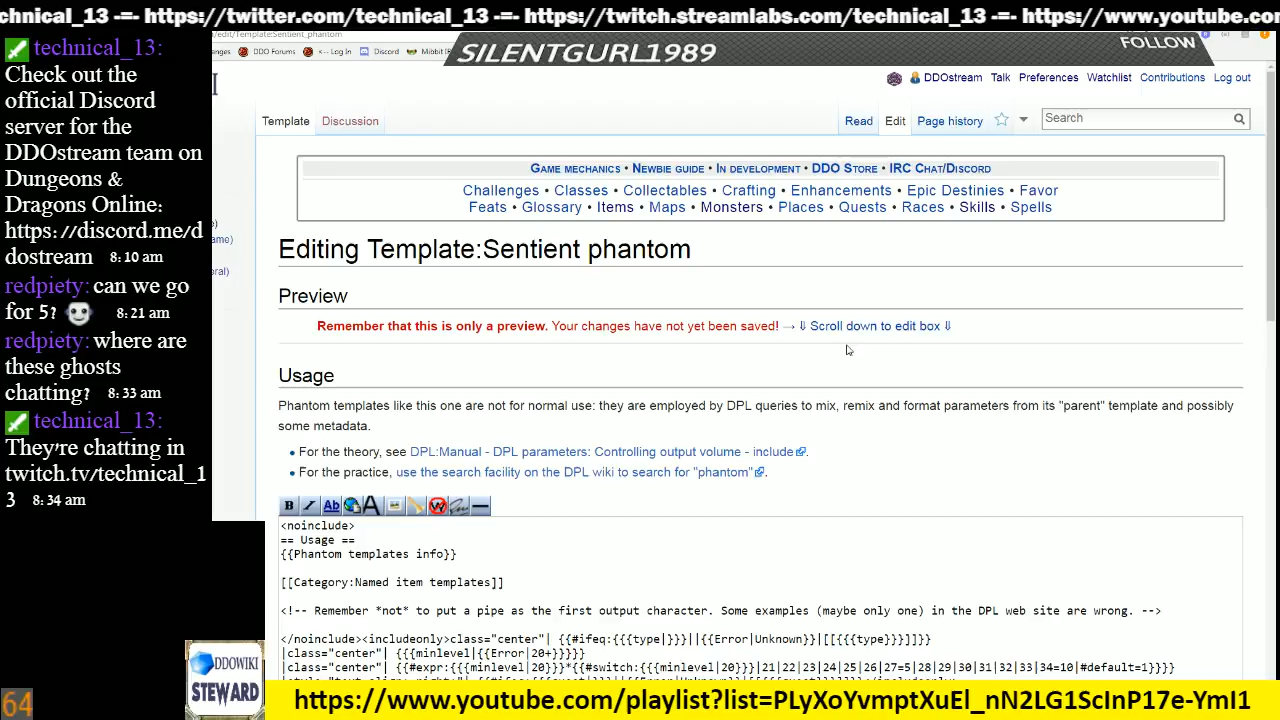 technical_13 -=- https://twitter.com/technical_13 -=- https://twitch.streamlabs.com/technical_13 -=- https://www.youtube.com
technical_13:
Check out the
official Discord
server for the
DDOstream team on
Dungeons &
Dragons Online:
https://discord.me/d
dostream 8:10 am
redpiety: can we go
for 5? 8:21 am
redpiety: where are
these ghosts
chatting? 8:33 am
technical_13:
They're chatting in
twitch.tv/technical_1
3 8:34 am
64
DDOWIKI
STEWARD
/edit/Template:Sentient_phantom
DDO Forums
<-- Log In
Discord
SILENTGURL1989
FOLLOW
DDOstream Talk Preferences Watchlist Contributions Log out
Template Discussion Read Edit Page history Search
Game mechanics • Newbie guide • In development • DDO Store • IRC Chat/Discord
Challenges • Classes • Collectables • Crafting • Enhancements • Epic Destinies • Favor
Feats • Glossary • Items • Maps • Monsters • Places • Quests • Races • Skills • Spells
Editing Template:Sentient phantom
Preview
Remember that this is only a preview. Your changes have not yet been saved! → ⇓ Scroll down to edit box ⇓
Usage
Phantom templates like this one are not for normal use: they are employed by DPL queries to mix, remix and format parameters from its "parent" template and possibly
some metadata.
• For the theory, see DPL:Manual - DPL parameters: Controlling output volume - include.
• For the practice, use the search facility on the DPL wiki to search for "phantom".
<noinclude>
== Usage ==
{{Phantom templates info}}
[[Category:Named item templates]]
<!-- Remember *not* to put a pipe as the first output character. Some examples (maybe only one) in the DPL web site are wrong. -->
</noinclude><includeonly>class="center"| {{#ifeq:{{{type|}}}||{{Error|Unknown}}|[[{{{type}}}]]}}
|class="center"| {{{minlevel|{{Error|20+}}}}}
|class="center"| {{#expr:{{{minlevel|20}}}*{{#switch:{{{minlevel|20}}}|21|22|23|24|25|26|27=5|28|29|30|31|32|33|34=10|#default=1}}}}
https://www.youtube.com/playlist?list=PLyXoYvmptXuEl_nN2LG1ScInP17e-YmI1